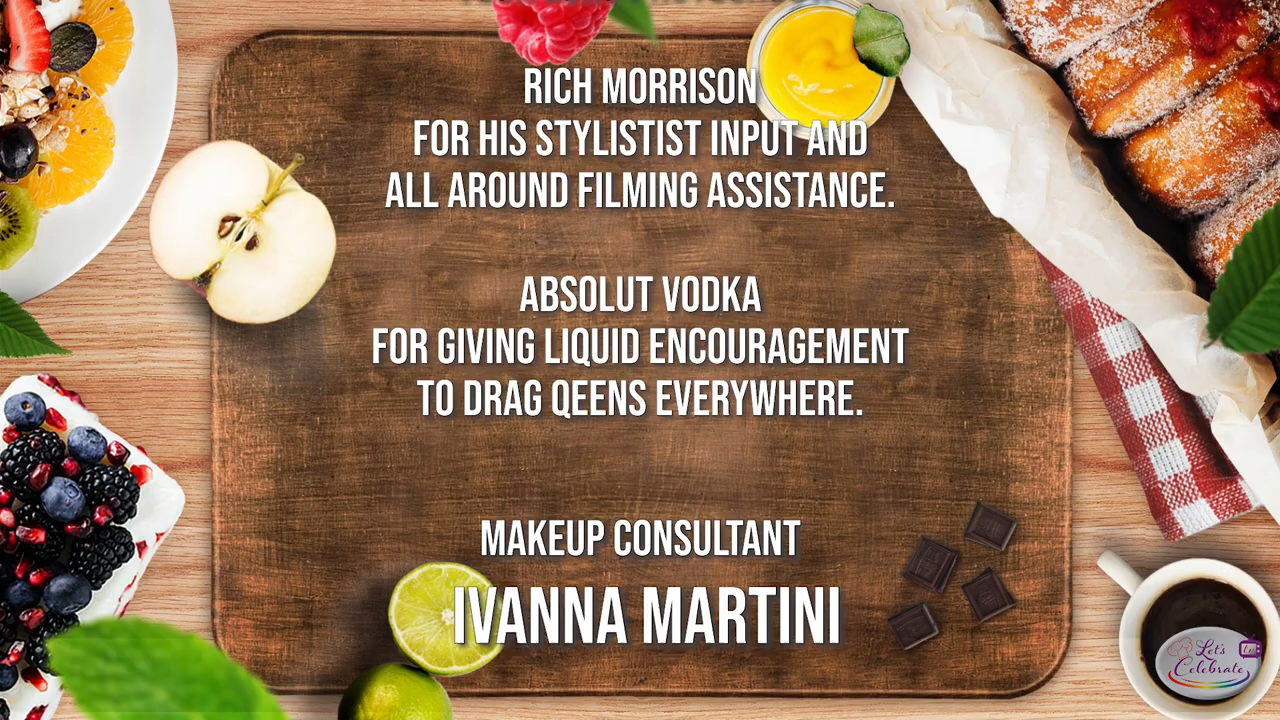 RICH MORRISON
FOR HIS STYLISTIST INPUT AND
ALL AROUND FILMING ASSISTANCE.
ABSOLUT VODKA
FOR GIVING LIQUID ENCOURAGEMENT
TO DRAG QEENS EVERYWHERE.
MAKEUP CONSULTANT
IVANNA MARTINI
Let's
Celebrate